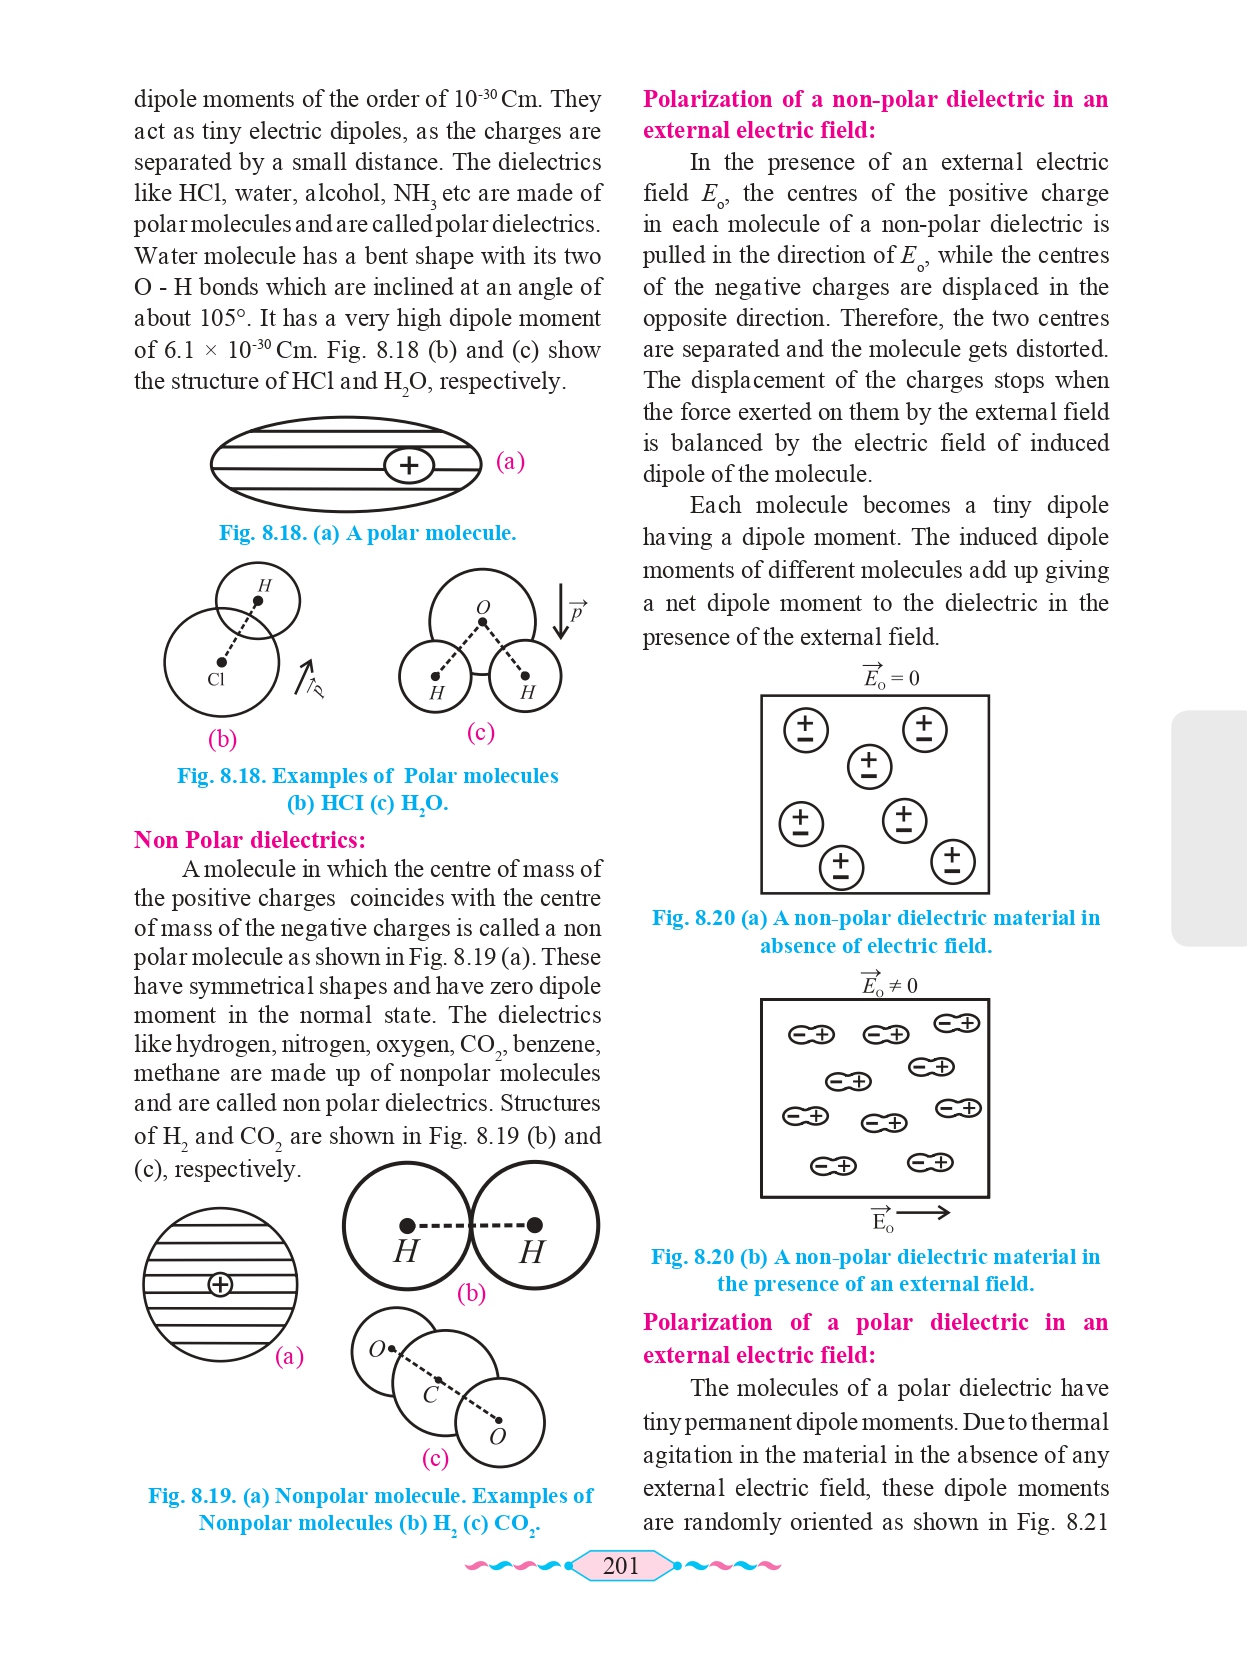 dipole moments of the order of 10⁻³⁰ Cm. They
act as tiny electric dipoles, as the charges are
separated by a small distance. The dielectrics
like HCl, water, alcohol, NH₃ etc are made of
polar molecules and are called polar dielectrics.
Water molecule has a bent shape with its two
O - H bonds which are inclined at an angle of
about 105°. It has a very high dipole moment
of 6.1 × 10⁻³⁰ Cm. Fig. 8.18 (b) and (c) show
the structure of HCl and H₂O, respectively.
+
(a)
Fig. 8.18. (a) A polar molecule.
H
Cl
p
(b)
O
H
H
p
(c)
Fig. 8.18. Examples of Polar molecules
(b) HCI (c) H₂O.
Non Polar dielectrics:
A molecule in which the centre of mass of
the positive charges coincides with the centre
of mass of the negative charges is called a non
polar molecule as shown in Fig. 8.19 (a). These
have symmetrical shapes and have zero dipole
moment in the normal state. The dielectrics
like hydrogen, nitrogen, oxygen, CO₂, benzene,
methane are made up of nonpolar molecules
and are called non polar dielectrics. Structures
of H₂ and CO₂ are shown in Fig. 8.19 (b) and
(c), respectively.
+
(a)
H H
(b)
O
C
O
(c)
Fig. 8.19. (a) Nonpolar molecule. Examples of
Nonpolar molecules (b) H₂ (c) CO₂.
Polarization of a non-polar dielectric in an
external electric field:
In the presence of an external electric
field Eₒ, the centres of the positive charge
in each molecule of a non-polar dielectric is
pulled in the direction of Eₒ, while the centres
of the negative charges are displaced in the
opposite direction. Therefore, the two centres
are separated and the molecule gets distorted.
The displacement of the charges stops when
the force exerted on them by the external field
is balanced by the electric field of induced
dipole of the molecule.
Each molecule becomes a tiny dipole
having a dipole moment. The induced dipole
moments of different molecules add up giving
a net dipole moment to the dielectric in the
presence of the external field.
E⃗ₒ = 0
+ − + −
+ −
+ − + −
+ − + −
Fig. 8.20 (a) A non-polar dielectric material in
absence of electric field.
E⃗ₒ ≠ 0
− + − + − +
− + − +
− + − + − +
− + − +
E⃗ₒ
Fig. 8.20 (b) A non-polar dielectric material in
the presence of an external field.
Polarization of a polar dielectric in an
external electric field:
The molecules of a polar dielectric have
tiny permanent dipole moments. Due to thermal
agitation in the material in the absence of any
external electric field, these dipole moments
are randomly oriented as shown in Fig. 8.21
201